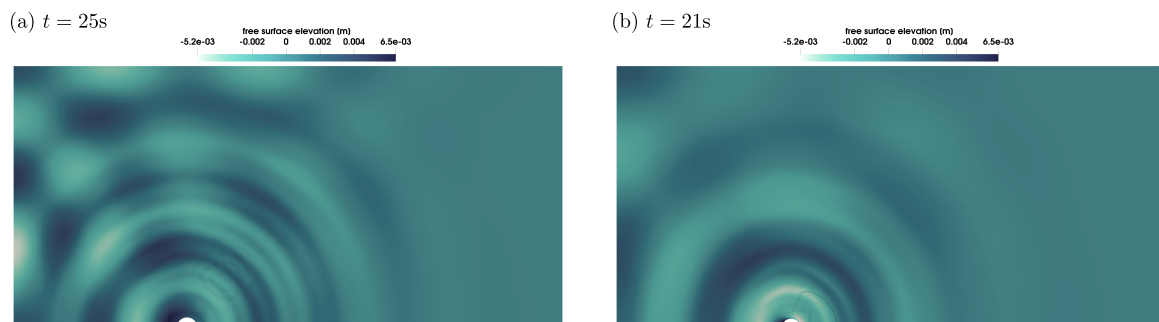 (a) t = 25s
free surface elevation (m)
-5.2e-03 -0.002 0 0.002 0.004 6.5e-03
(b) t = 21s
free surface elevation (m)
-5.2e-03 -0.002 0 0.002 0.004 6.5e-03